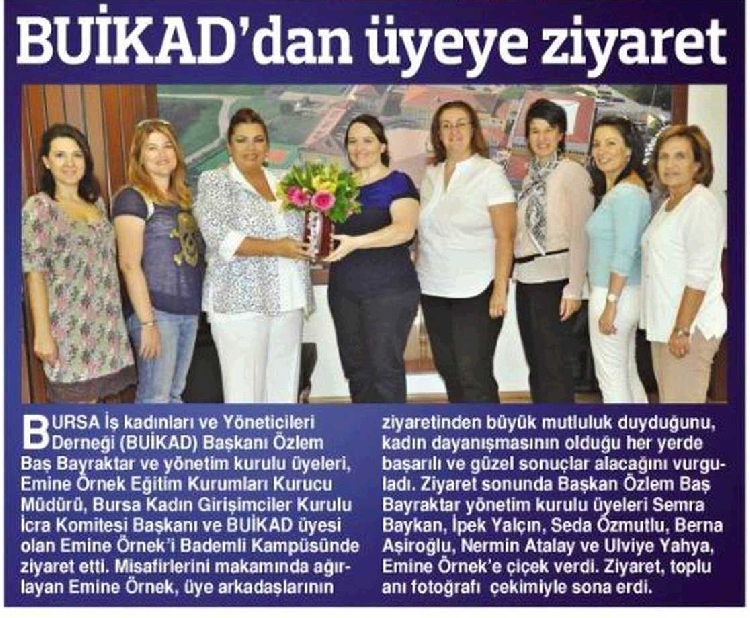 BUİKAD'dan üyeye ziyaret
BURSA İş kadınları ve Yöneticileri
Derneği (BUİKAD) Başkanı Özlem
Baş Bayraktar ve yönetim kurulu üyeleri,
Emine Örnek Eğitim Kurumları Kurucu
Müdürü, Bursa Kadın Girişimciler Kurulu
İcra Komitesi Başkanı ve BUİKAD üyesi
olan Emine Örnek'i Bademli Kampüsünde
ziyaret etti. Misafirlerini makamında ağır-
layan Emine Örnek, üye arkadaşlarının
ziyaretinden büyük mutluluk duyduğunu,
kadın dayanışmasının olduğu her yerde
başarılı ve güzel sonuçlar alacağını vurgu-
ladı. Ziyaret sonunda Başkan Özlem Baş
Bayraktar yönetim kurulu üyeleri Semra
Baykan, İpek Yalçın, Seda Özmutlu, Berna
Aşiroğlu, Nermin Atalay ve Ulviye Yahya,
Emine Örnek'e çiçek verdi. Ziyaret, toplu
anı fotoğrafı çekimiyle sona erdi.